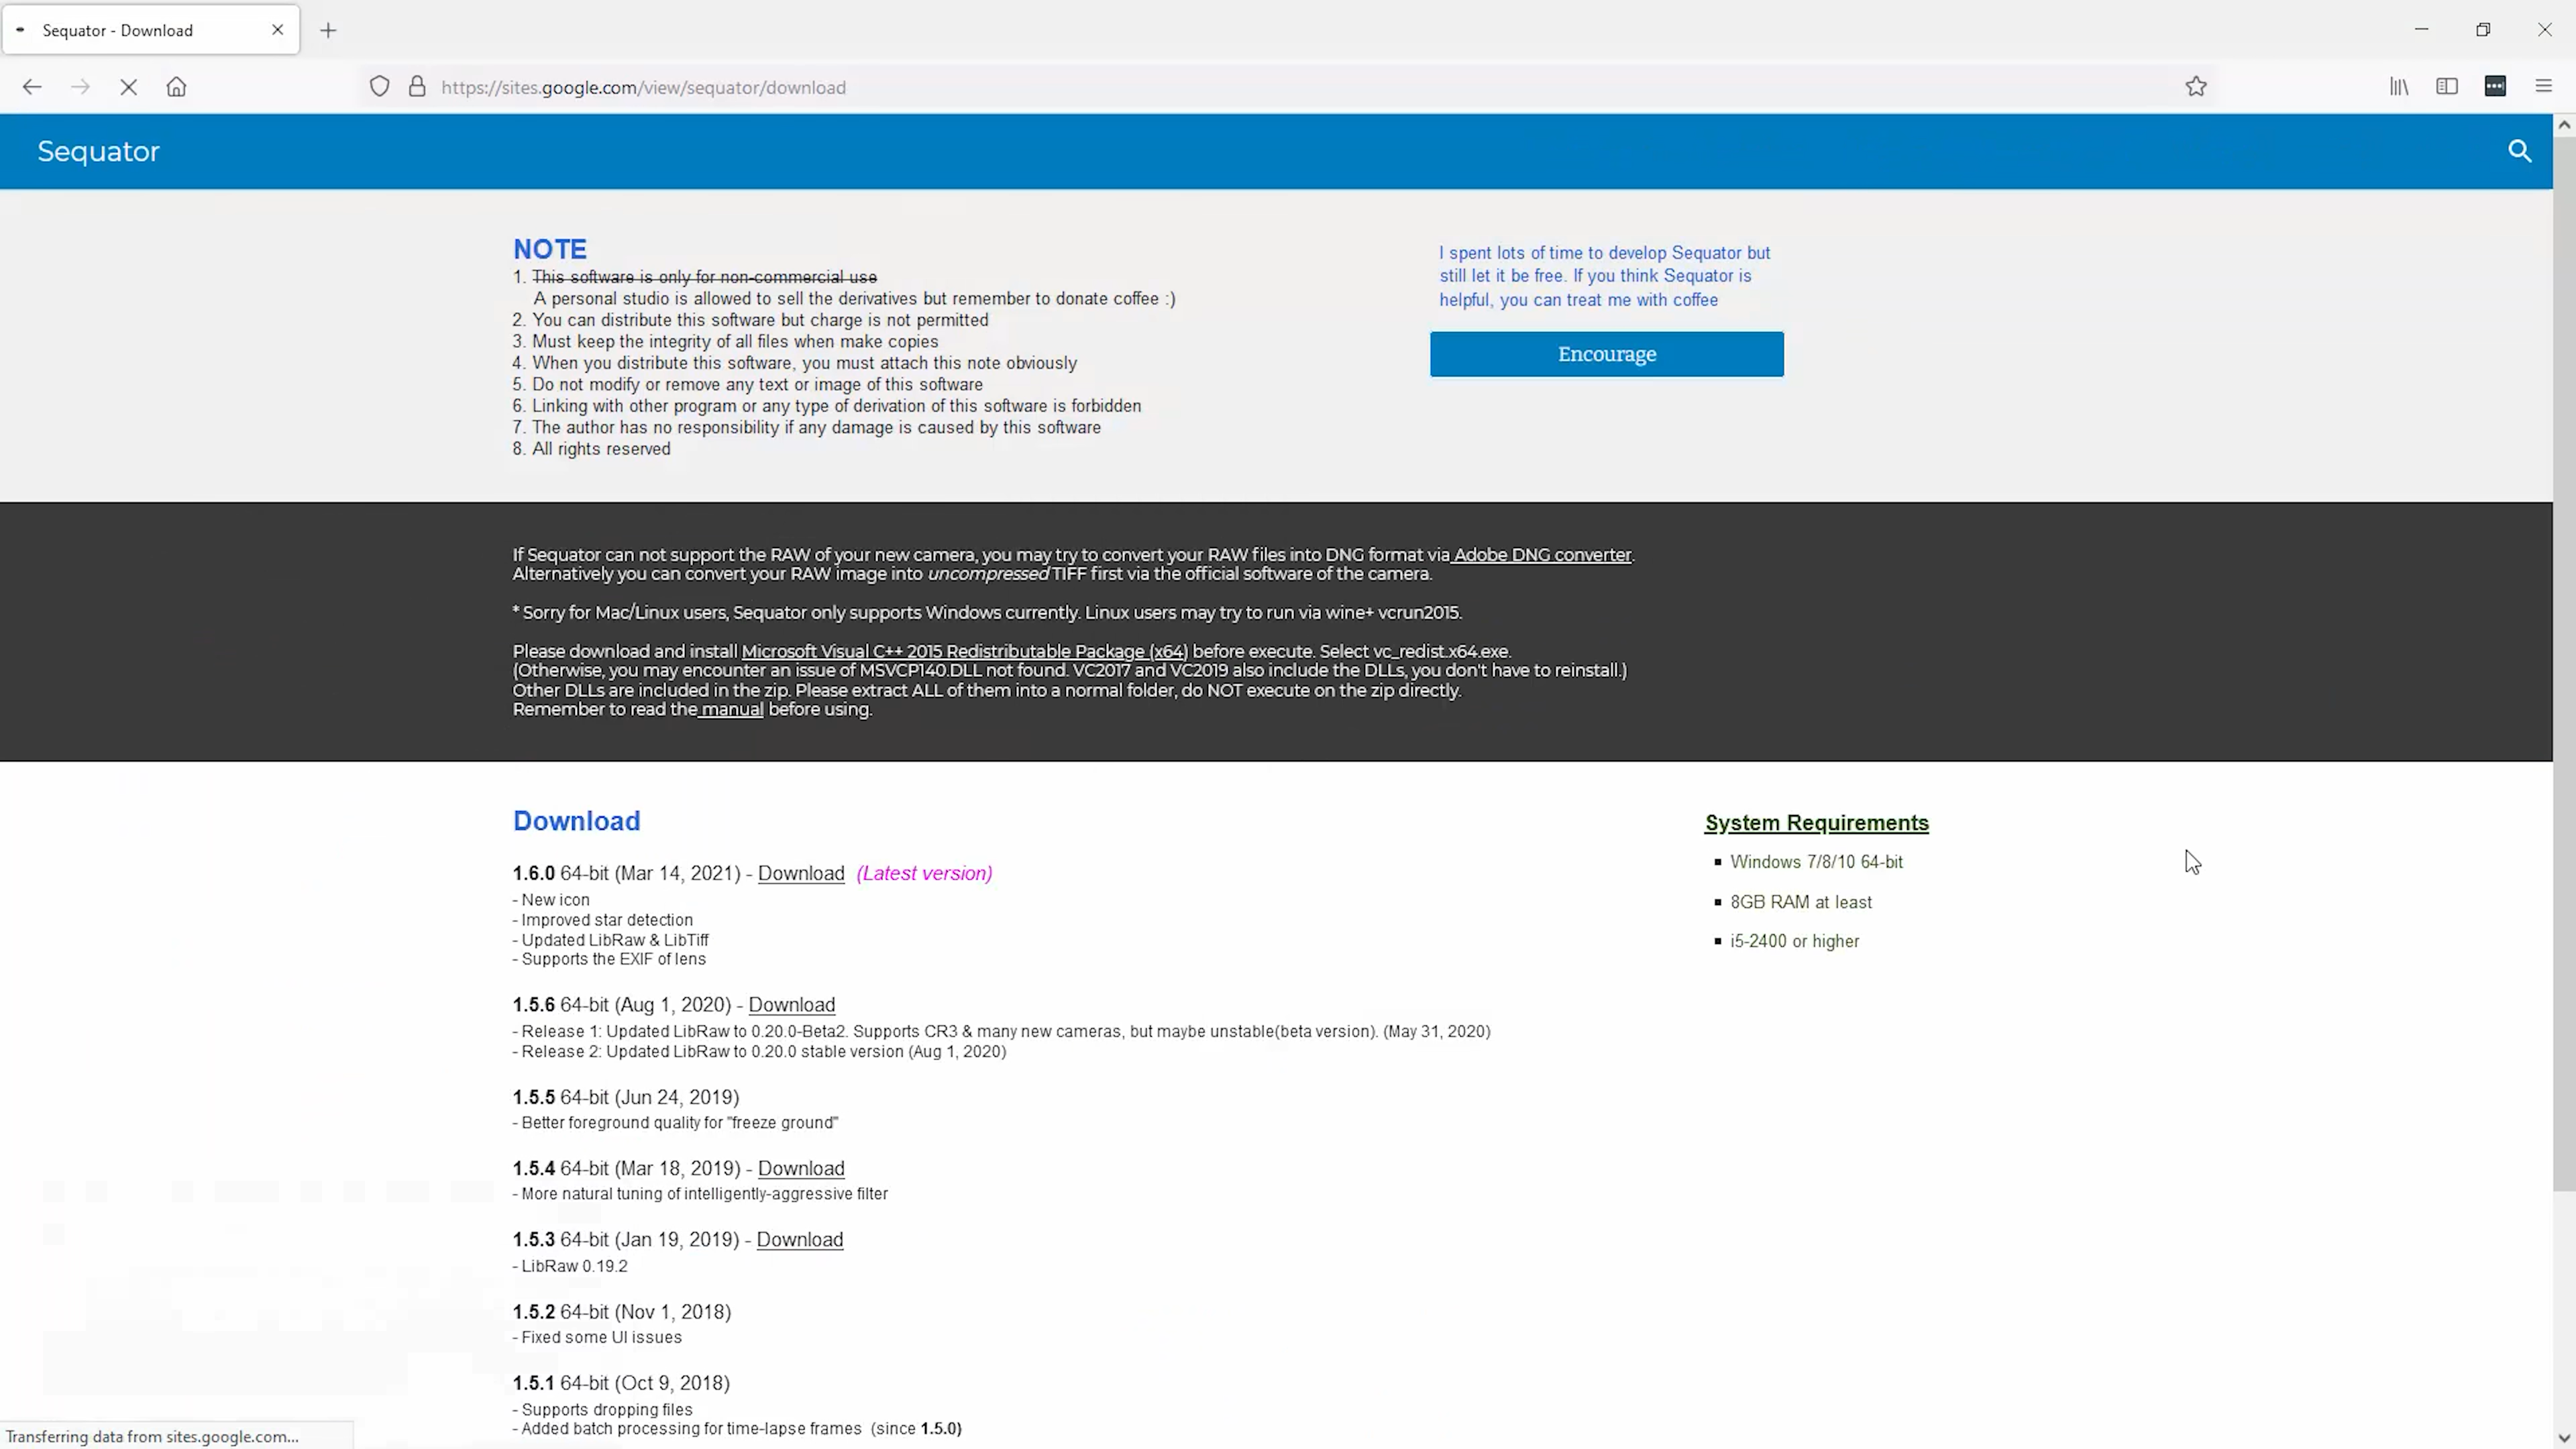 Sequator - Download
https://sites.google.com/view/sequator/download
Sequator
NOTE
1. This software is only for non-commercial use
A personal studio is allowed to sell the derivatives but remember to donate coffee :)
2. You can distribute this software but charge is not permitted
3. Must keep the integrity of all files when make copies
4. When you distribute this software, you must attach this note obviously
5. Do not modify or remove any text or image of this software
6. Linking with other program or any type of derivation of this software is forbidden
7. The author has no responsibility if any damage is caused by this software
8. All rights reserved
I spent lots of time to develop Sequator but
still let it be free. If you think Sequator is
helpful, you can treat me with coffee
Encourage
If Sequator can not support the RAW of your new camera, you may try to convert your RAW files into DNG format via Adobe DNG converter.
Alternatively you can convert your RAW image into uncompressed TIFF first via the official software of the camera.
* Sorry for Mac/Linux users, Sequator only supports Windows currently. Linux users may try to run via wine+ vcrun2015.
Please download and install Microsoft Visual C++ 2015 Redistributable Package (x64) before execute. Select vc_redist.x64.exe.
(Otherwise, you may encounter an issue of MSVCP140.DLL not found. VC2017 and VC2019 also include the DLLs, you don't have to reinstall.)
Other DLLs are included in the zip. Please extract ALL of them into a normal folder, do NOT execute on the zip directly.
Remember to read the manual before using.
Download
1.6.0 64-bit (Mar 14, 2021) - Download (Latest version)
- New icon
- Improved star detection
- Updated LibRaw & LibTiff
- Supports the EXIF of lens
1.5.6 64-bit (Aug 1, 2020) - Download
- Release 1: Updated LibRaw to 0.20.0-Beta2. Supports CR3 & many new cameras, but maybe unstable(beta version). (May 31, 2020)
- Release 2: Updated LibRaw to 0.20.0 stable version (Aug 1, 2020)
1.5.5 64-bit (Jun 24, 2019)
- Better foreground quality for "freeze ground"
1.5.4 64-bit (Mar 18, 2019) - Download
- More natural tuning of intelligently-aggressive filter
1.5.3 64-bit (Jan 19, 2019) - Download
- LibRaw 0.19.2
1.5.2 64-bit (Nov 1, 2018)
- Fixed some UI issues
1.5.1 64-bit (Oct 9, 2018)
- Supports dropping files
- Added batch processing for time-lapse frames (since 1.5.0)
System Requirements
▪ Windows 7/8/10 64-bit
▪ 8GB RAM at least
▪ i5-2400 or higher
Transferring data from sites.google.com...